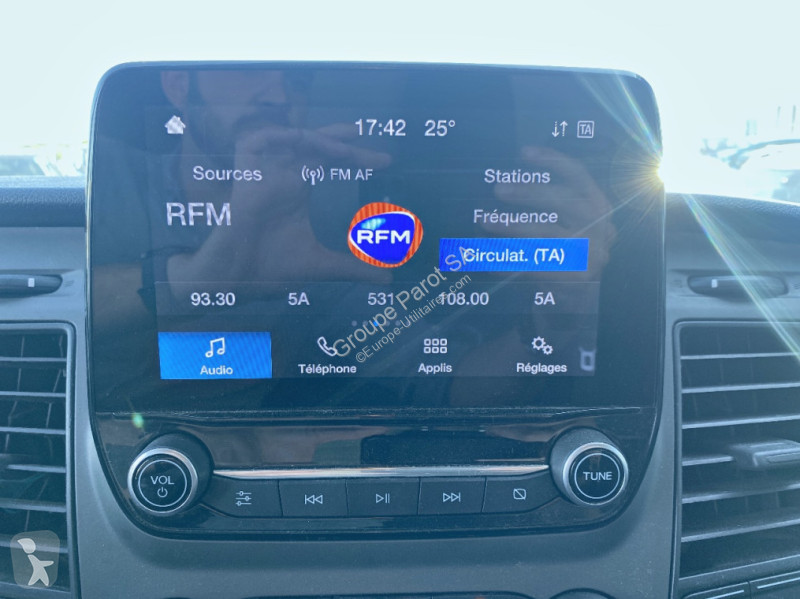 17:42 25° TA
Sources FM AF Stations
RFM RFM Fréquence
Circulat. (TA)
93.30 5A 531 108.00 5A
Groupe Parot SA
©Europe-Utilitaires.com
Audio Téléphone Applis Réglages
VOL TUNE